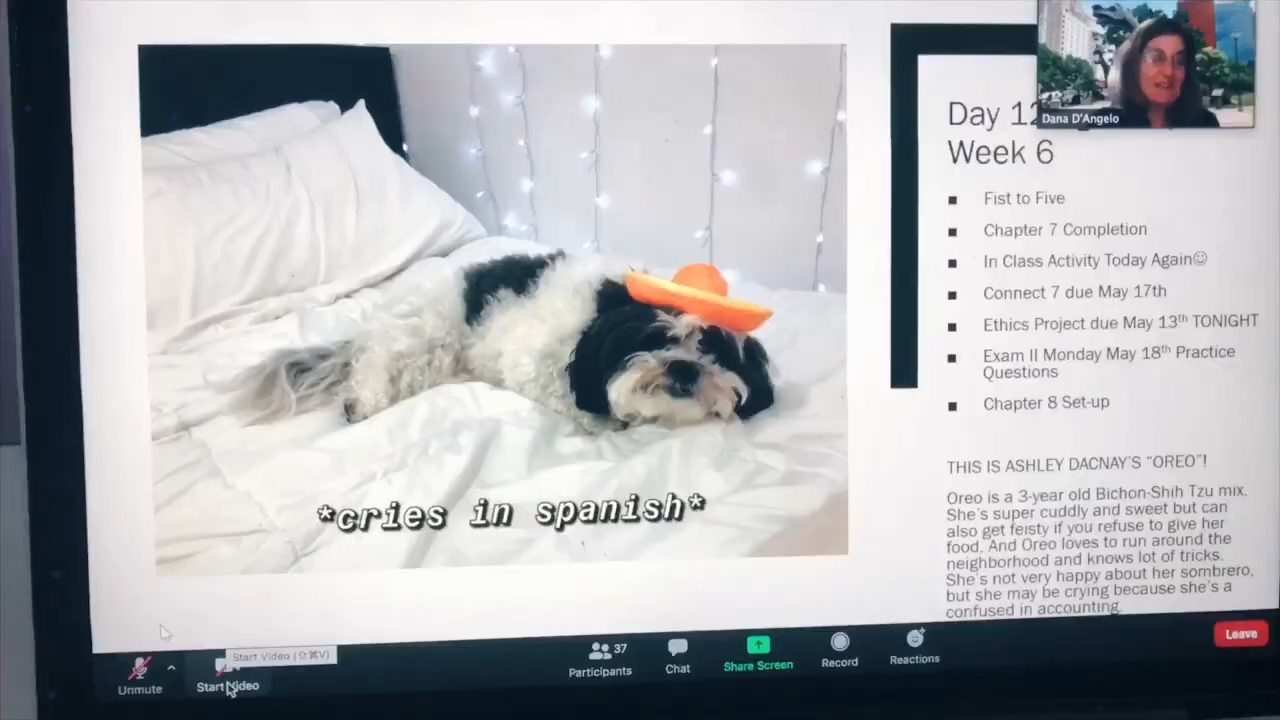 Dana D'Angelo
Day 12
Week 6
Fist to Five
Chapter 7 Completion
In Class Activity Today Again☺
Connect 7 due May 17th
Ethics Project due May 13th TONIGHT
Exam II Monday May 18th Practice
Questions
Chapter 8 Set-up
THIS IS ASHLEY DACNAY'S "OREO"!
Oreo is a 3-year old Bichon-Shih Tzu mix.
She's super cuddly and sweet but can
also get feisty if you refuse to give her
food. And Oreo loves to run around the
neighborhood and knows lot of tricks.
She's not very happy about her sombrero,
but she may be crying because she's a
confused in accounting.
*cries in spanish*
Start Video (⇧⌘V)
Unmute
Start Video
37
Participants
Chat
Share Screen
Record
Reactions
Leave